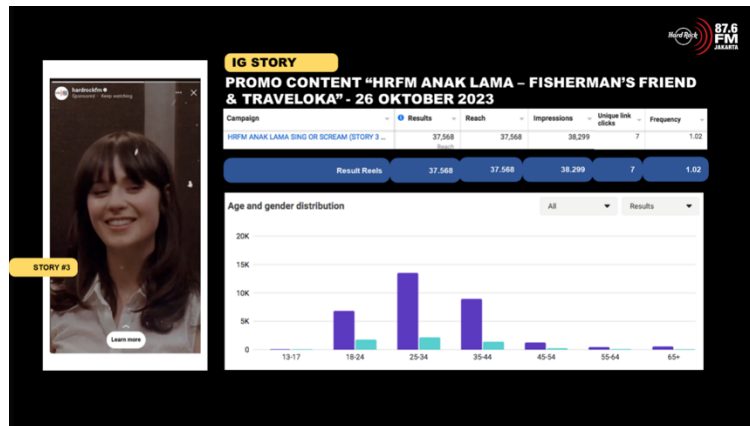 Hard Rock
87.6
FM
JAKARTA
IG STORY
PROMO CONTENT “HRFM ANAK LAMA – FISHERMAN’S FRIEND
& TRAVELOKA” - 26 OKTOBER 2023
hardrockfm
Sponsored · Keep watching
Campaign Results Reach Impressions Unique link clicks Frequency
HRFM ANAK LAMA SING OR SCREAM (STORY 3 ... 37,568 37,568 38,299 7 1.02
Reach
Result Reels 37.568 37.568 38.299 7 1.02
Age and gender distribution All Results
20K
15K
10K
5K
0
13-17 18-24 25-34 35-44 45-54 55-64 65+
STORY #3
Learn more